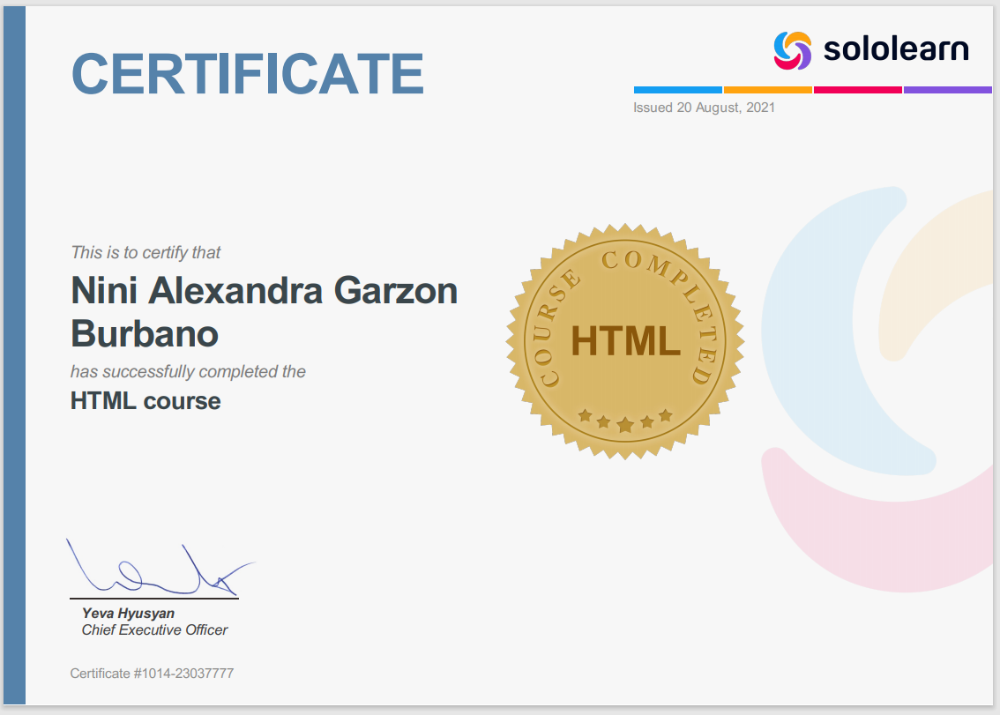 CERTIFICATE
sololearn
Issued 20 August, 2021
This is to certify that
Nini Alexandra Garzon
Burbano
has successfully completed the
HTML course
COURSE COMPLETED
HTML
Yeva Hyusyan
Chief Executive Officer
Certificate #1014-23037777